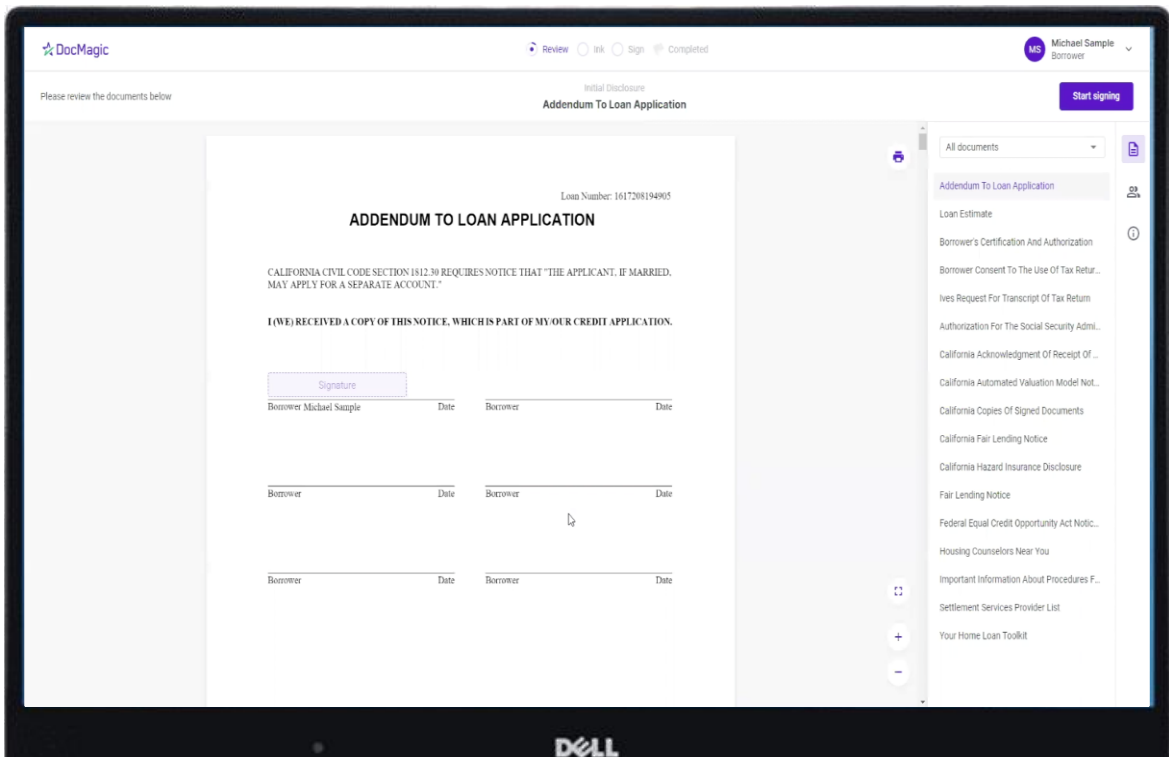 DocMagic
Review Ink Sign Completed
MS
Michael Sample
Borrower
Please review the documents below
Initial Disclosure
Addendum To Loan Application
Start signing
Loan Number: 1617208194905
ADDENDUM TO LOAN APPLICATION
CALIFORNIA CIVIL CODE SECTION 1812.30 REQUIRES NOTICE THAT "THE APPLICANT, IF MARRIED,
MAY APPLY FOR A SEPARATE ACCOUNT."
I (WE) RECEIVED A COPY OF THIS NOTICE, WHICH IS PART OF MY/OUR CREDIT APPLICATION.
Signature
Borrower Michael Sample Date Borrower Date
Borrower Date Borrower Date
Borrower Date Borrower Date
All documents
Addendum To Loan Application
Loan Estimate
Borrower's Certification And Authorization
Borrower Consent To The Use Of Tax Retur...
Ives Request For Transcript Of Tax Return
Authorization For The Social Security Admi...
California Acknowledgment Of Receipt Of ...
California Automated Valuation Model Not...
California Copies Of Signed Documents
California Fair Lending Notice
California Hazard Insurance Disclosure
Fair Lending Notice
Federal Equal Credit Opportunity Act Notic...
Housing Counselors Near You
Important Information About Procedures F...
Settlement Services Provider List
Your Home Loan Toolkit
DELL